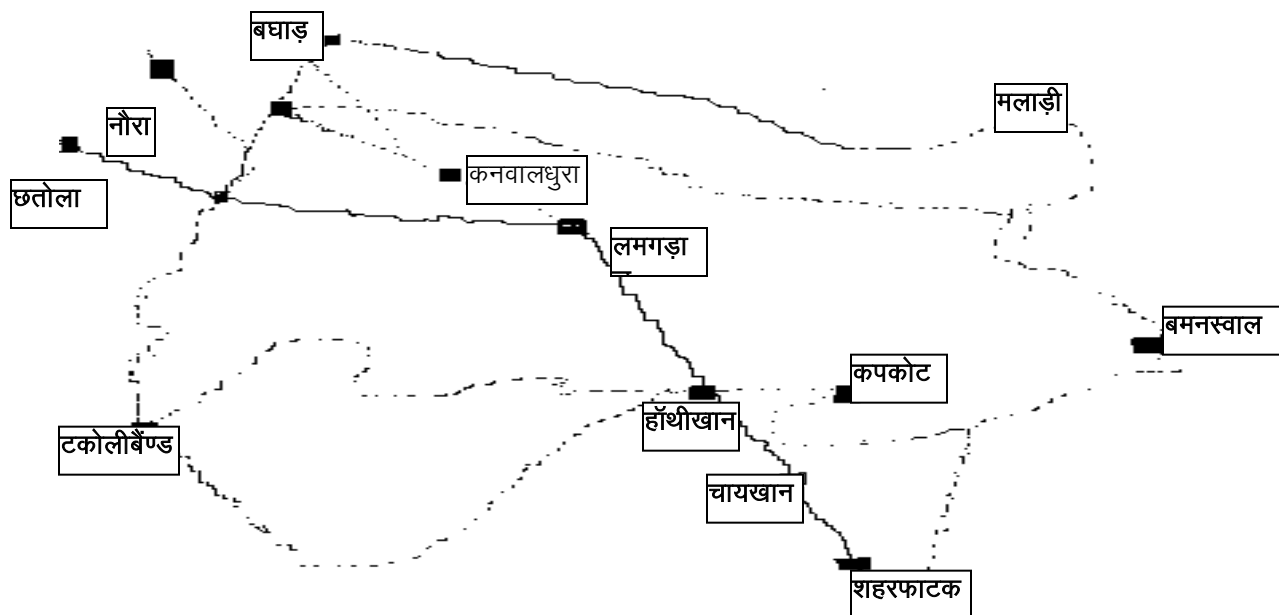 बघाड़
मलाड़ी
नौरा
कनवालधुरा
छतोला
लमगड़ा
बमनस्वाल
कपकोट
हॉथीखान
टकोलीबैंण्ड
चायखान
शहरफाटक